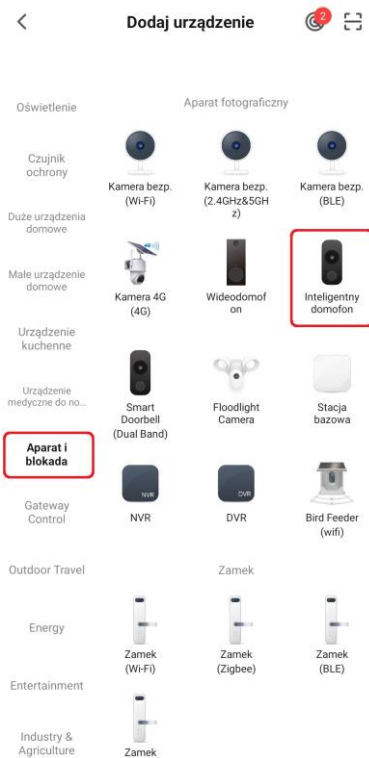 Dodaj urządzenie
2
Oświetlenie
Czujnik
ochrony
Duże urządzenia
domowe
Małe urządzenie
domowe
Urządzenie
kuchenne
Urządzenie
medyczne do no...
Aparat i
blokada
Gateway
Control
Outdoor Travel
Energy
Entertainment
Industry &
Agriculture
Aparat fotograficzny
Kamera bezp.
(Wi-Fi)
Kamera bezp.
(2.4GHz&5GH
z)
Kamera bezp.
(BLE)
Kamera 4G
(4G)
Wideodomof
on
Inteligentny
domofon
Smart
Doorbell
(Dual Band)
Floodlight
Camera
Stacja
bazowa
NVR
NVR
DVR
DVR
Bird Feeder
(wifi)
Zamek
Zamek
(Wi-Fi)
Zamek
(Zigbee)
Zamek
(BLE)
Zamek